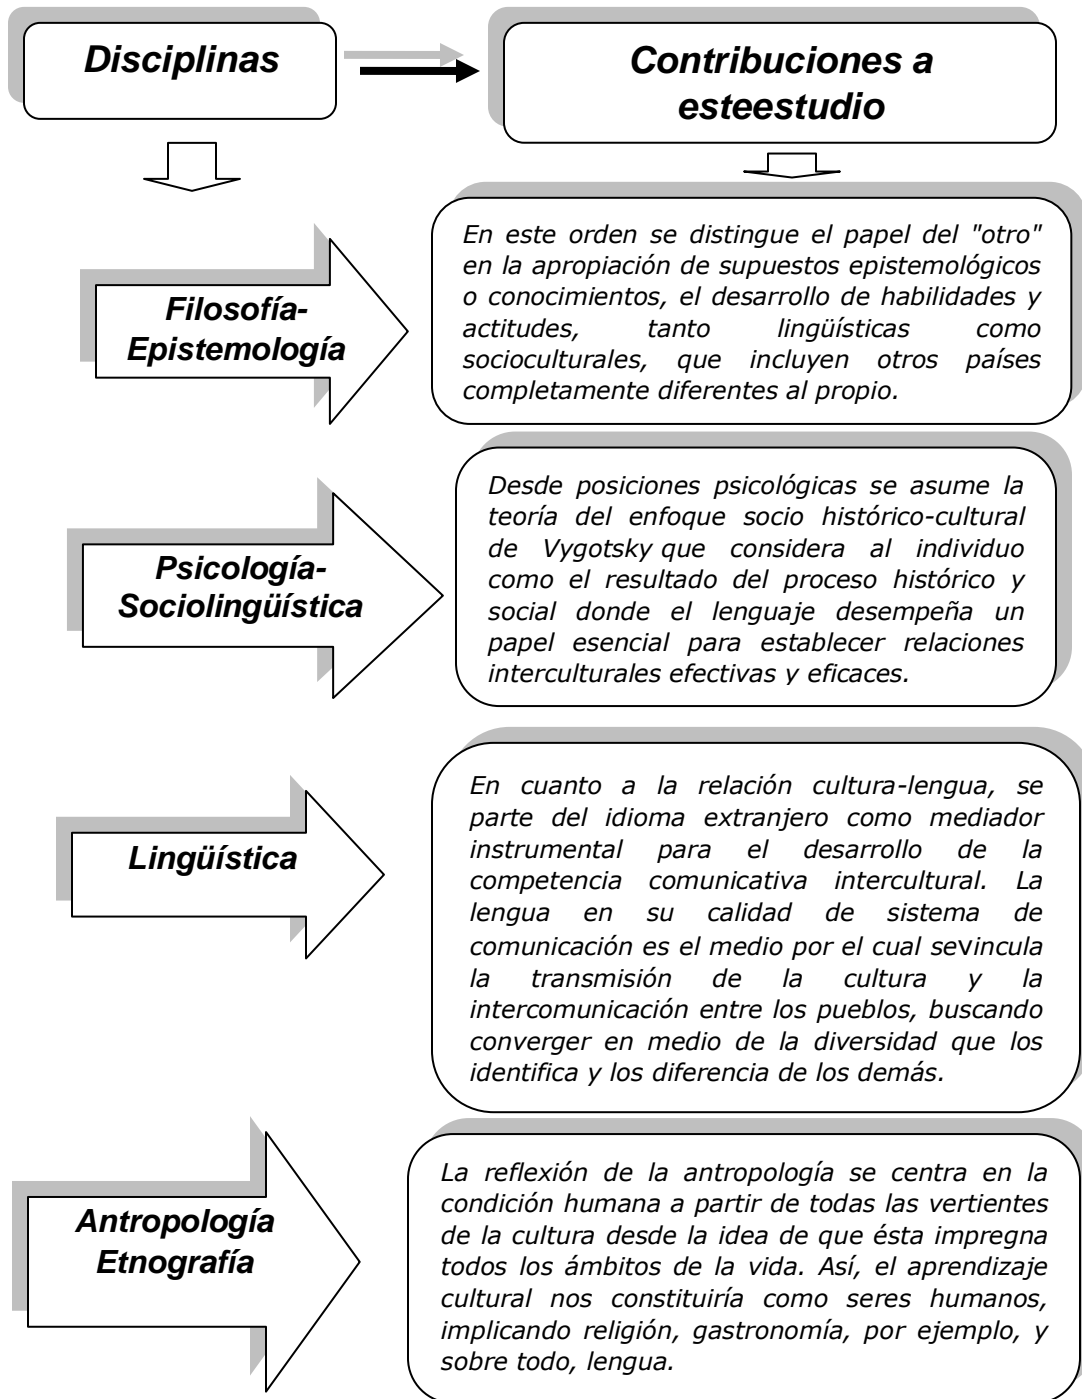 Disciplinas
Contribuciones a
esteestudio
Filosofía-
Epistemología
En este orden se distingue el papel del "otro"
en la apropiación de supuestos epistemológicos
o conocimientos, el desarrollo de habilidades y
actitudes, tanto lingüísticas como
socioculturales, que incluyen otros países
completamente diferentes al propio.
Psicología-
Sociolingüística
Desde posiciones psicológicas se asume la
teoría del enfoque socio histórico-cultural
de Vygotsky que considera al individuo
como el resultado del proceso histórico y
social donde el lenguaje desempeña un
papel esencial para establecer relaciones
interculturales efectivas y eficaces.
Lingüística
En cuanto a la relación cultura-lengua, se
parte del idioma extranjero como mediador
instrumental para el desarrollo de la
competencia comunicativa intercultural. La
lengua en su calidad de sistema de
comunicación es el medio por el cual sevincula
la transmisión de la cultura y la
intercomunicación entre los pueblos, buscando
converger en medio de la diversidad que los
identifica y los diferencia de los demás.
Antropología
Etnografía
La reflexión de la antropología se centra en la
condición humana a partir de todas las vertientes
de la cultura desde la idea de que ésta impregna
todos los ámbitos de la vida. Así, el aprendizaje
cultural nos constituiría como seres humanos,
implicando religión, gastronomía, por ejemplo, y
sobre todo, lengua.